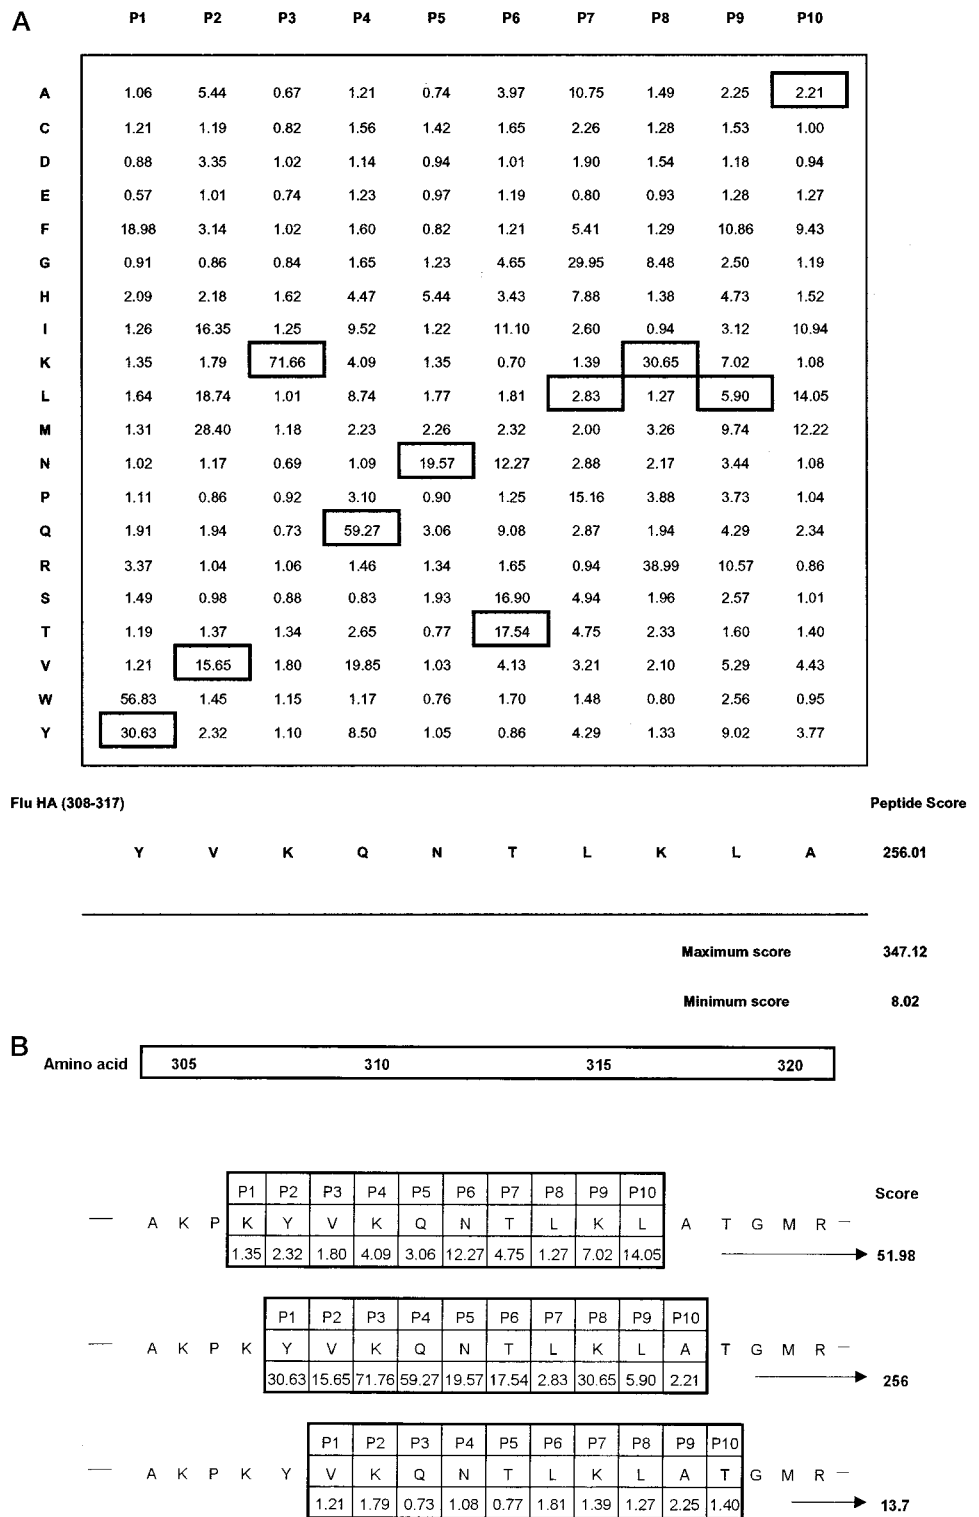 A
P1 P2 P3 P4 P5 P6 P7 P8 P9 P10
A 1.06 5.44 0.67 1.21 0.74 3.97 10.75 1.49 2.25 2.21
C 1.21 1.19 0.82 1.56 1.42 1.65 2.26 1.28 1.53 1.00
D 0.88 3.35 1.02 1.14 0.94 1.01 1.90 1.54 1.18 0.94
E 0.57 1.01 0.74 1.23 0.97 1.19 0.80 0.93 1.28 1.27
F 18.98 3.14 1.02 1.60 0.82 1.21 5.41 1.29 10.86 9.43
G 0.91 0.86 0.84 1.65 1.23 4.65 29.95 8.48 2.50 1.19
H 2.09 2.18 1.62 4.47 5.44 3.43 7.88 1.38 4.73 1.52
I 1.26 16.35 1.25 9.52 1.22 11.10 2.60 0.94 3.12 10.94
K 1.35 1.79 71.66 4.09 1.35 0.70 1.39 30.65 7.02 1.08
L 1.64 18.74 1.01 8.74 1.77 1.81 2.83 1.27 5.90 14.05
M 1.31 28.40 1.18 2.23 2.26 2.32 2.00 3.26 9.74 12.22
N 1.02 1.17 0.69 1.09 19.57 12.27 2.88 2.17 3.44 1.08
P 1.11 0.86 0.92 3.10 0.90 1.25 15.16 3.88 3.73 1.04
Q 1.91 1.94 0.73 59.27 3.06 9.08 2.87 1.94 4.29 2.34
R 3.37 1.04 1.06 1.46 1.34 1.65 0.94 38.99 10.57 0.86
S 1.49 0.98 0.88 0.83 1.93 16.90 4.94 1.96 2.57 1.01
T 1.19 1.37 1.34 2.65 0.77 17.54 4.75 2.33 1.60 1.40
V 1.21 15.65 1.80 19.85 1.03 4.13 3.21 2.10 5.29 4.43
W 56.83 1.45 1.15 1.17 0.76 1.70 1.48 0.80 2.56 0.95
Y 30.63 2.32 1.10 8.50 1.05 0.86 4.29 1.33 9.02 3.77
Flu HA (308-317) Peptide Score
Y V K Q N T L K L A 256.01
Maximum score 347.12
Minimum score 8.02
B
Amino acid 305 310 315 320
P1 P2 P3 P4 P5 P6 P7 P8 P9 P10 Score
— A K P K Y V K Q N T L K L A T G M R —
1.35 2.32 1.80 4.09 3.06 12.27 4.75 1.27 7.02 14.05 51.98
P1 P2 P3 P4 P5 P6 P7 P8 P9 P10
— A K P K Y V K Q N T L K L A T G M R —
30.63 15.65 71.76 59.27 19.57 17.54 2.83 30.65 5.90 2.21 256
P1 P2 P3 P4 P5 P6 P7 P8 P9 P10
— A K P K Y V K Q N T L K L A T G M R —
1.21 1.79 0.73 1.08 0.77 1.81 1.39 1.27 2.25 1.40 13.7